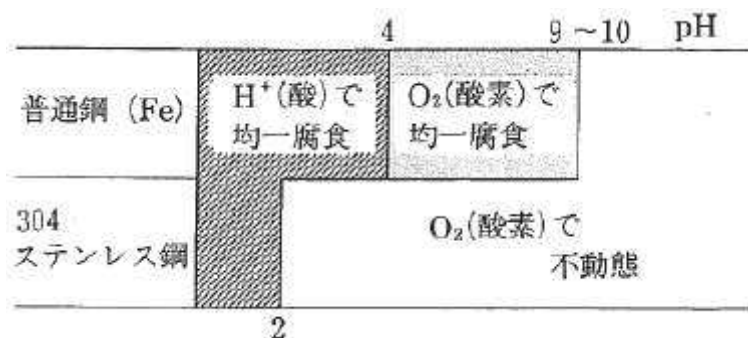 4 9～10 pH
普通鋼 (Fe)
H⁺(酸)で
均一腐食
O₂(酸素)で
均一腐食
304
ステンレス鋼
O₂(酸素)で
不動態
2